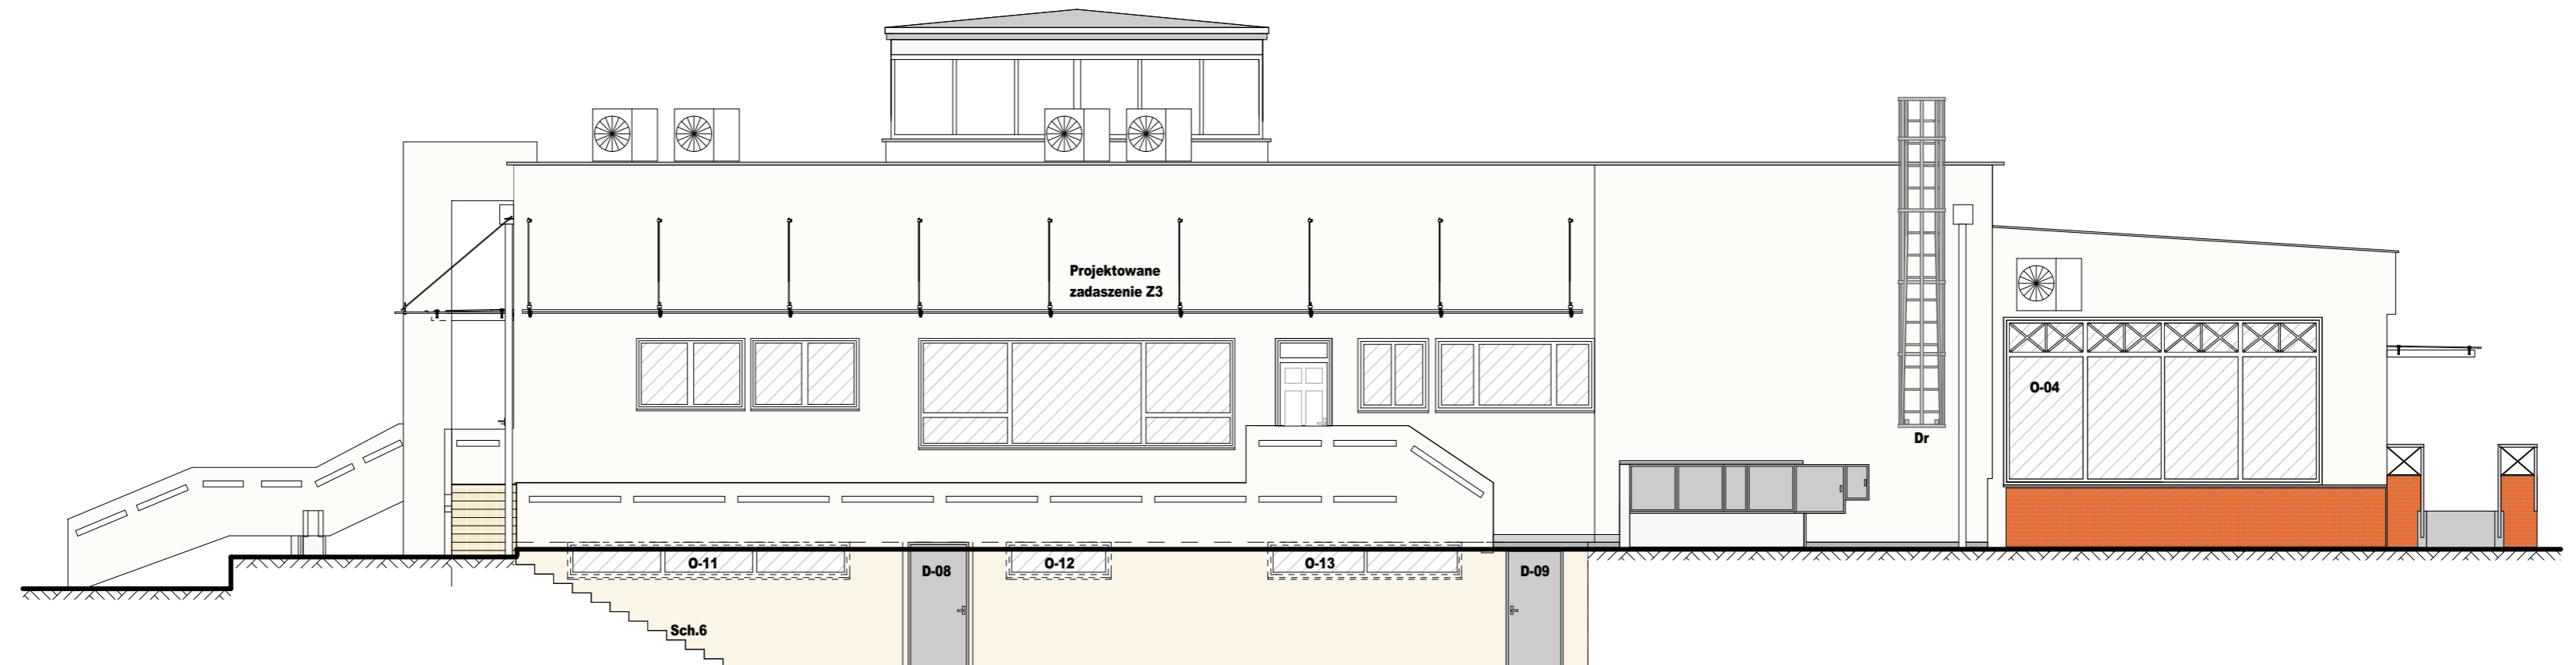 Projektowane
zadaszenie Z3
O-04
Dr
O-11
O-12
O-13
D-08
D-09
Sch.6